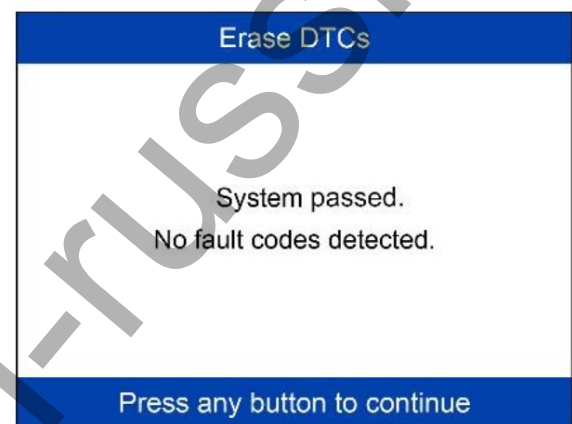 Erase DTCs
System passed.
No fault codes detected.
Press any button to continue